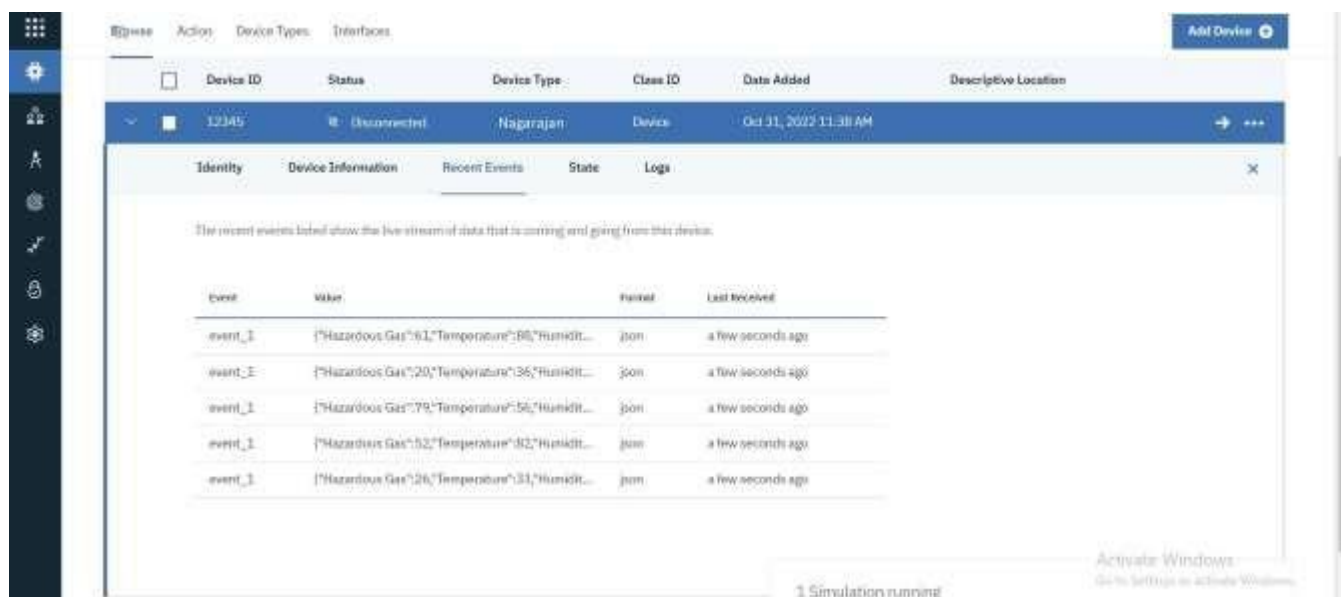 Browse Action Device Types Interfaces Add Device
Device ID Status Device Type Class ID Date Added Descriptive Location
12345 Disconnected Nagarajan Device Oct 31, 2022 11:38 AM
Identity Device Information Recent Events State Logs
The recent events listed show the live stream of data that is coming and going from this device.
Event Value Format Last Received
event_1 {"Hazardous Gas":61,"Temperature":88,"Humidit... json a few seconds ago
event_1 {"Hazardous Gas":20,"Temperature":36,"Humidit... json a few seconds ago
event_1 {"Hazardous Gas":79,"Temperature":56,"Humidit... json a few seconds ago
event_1 {"Hazardous Gas":52,"Temperature":82,"Humidit... json a few seconds ago
event_1 {"Hazardous Gas":26,"Temperature":33,"Humidit... json a few seconds ago
Activate Windows
Go to Settings to activate Windows.
1 Simulation running